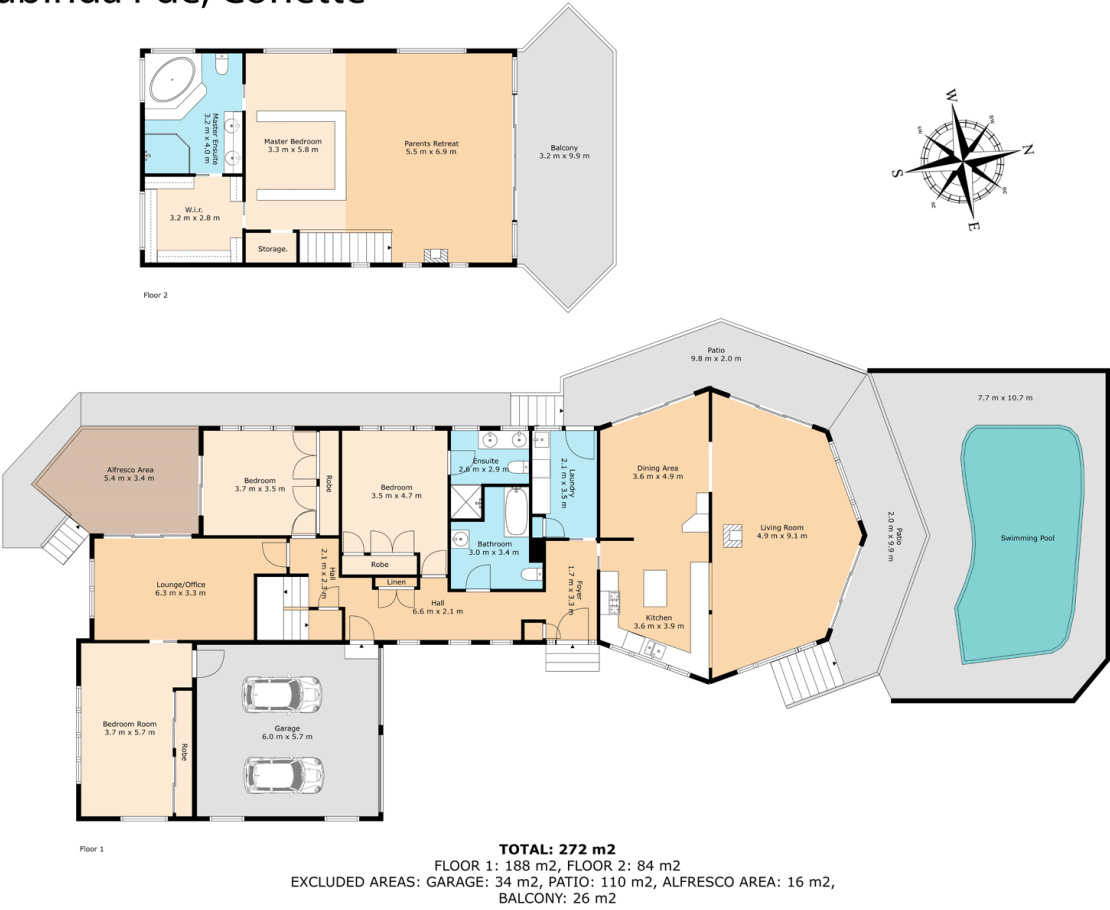 Master Ensuite
3.2 m x 4.0 m
Master Bedroom
3.3 m x 5.8 m
Parents Retreat
5.5 m x 6.9 m
Balcony
3.2 m x 9.9 m
W.i.r.
3.2 m x 2.8 m
Storage.
Floor 2
W
N
S
E
Patio
9.8 m x 2.0 m
7.7 m x 10.7 m
Alfresco Area
5.4 m x 3.4 m
Bedroom
3.7 m x 3.5 m
Robe
Bedroom
3.5 m x 4.7 m
Robe
Ensuite
2.6 m x 2.9 m
Laundry
2.1 m x 3.5 m
Dining Area
3.6 m x 4.9 m
Living Room
4.9 m x 9.1 m
Patio
2.0 m x 9.9 m
Swimming Pool
Bathroom
3.0 m x 3.4 m
Lounge/Office
6.3 m x 3.3 m
Hall
2.1 m x 2.3 m
Linen
Hall
6.6 m x 2.1 m
Foyer
1.7 m x 3.3 m
Kitchen
3.6 m x 3.9 m
Bedroom Room
3.7 m x 5.7 m
Robe
Garage
6.0 m x 5.7 m
Floor 1
TOTAL: 272 m2
FLOOR 1: 188 m2, FLOOR 2: 84 m2
EXCLUDED AREAS: GARAGE: 34 m2, PATIO: 110 m2, ALFRESCO AREA: 16 m2,
BALCONY: 26 m2